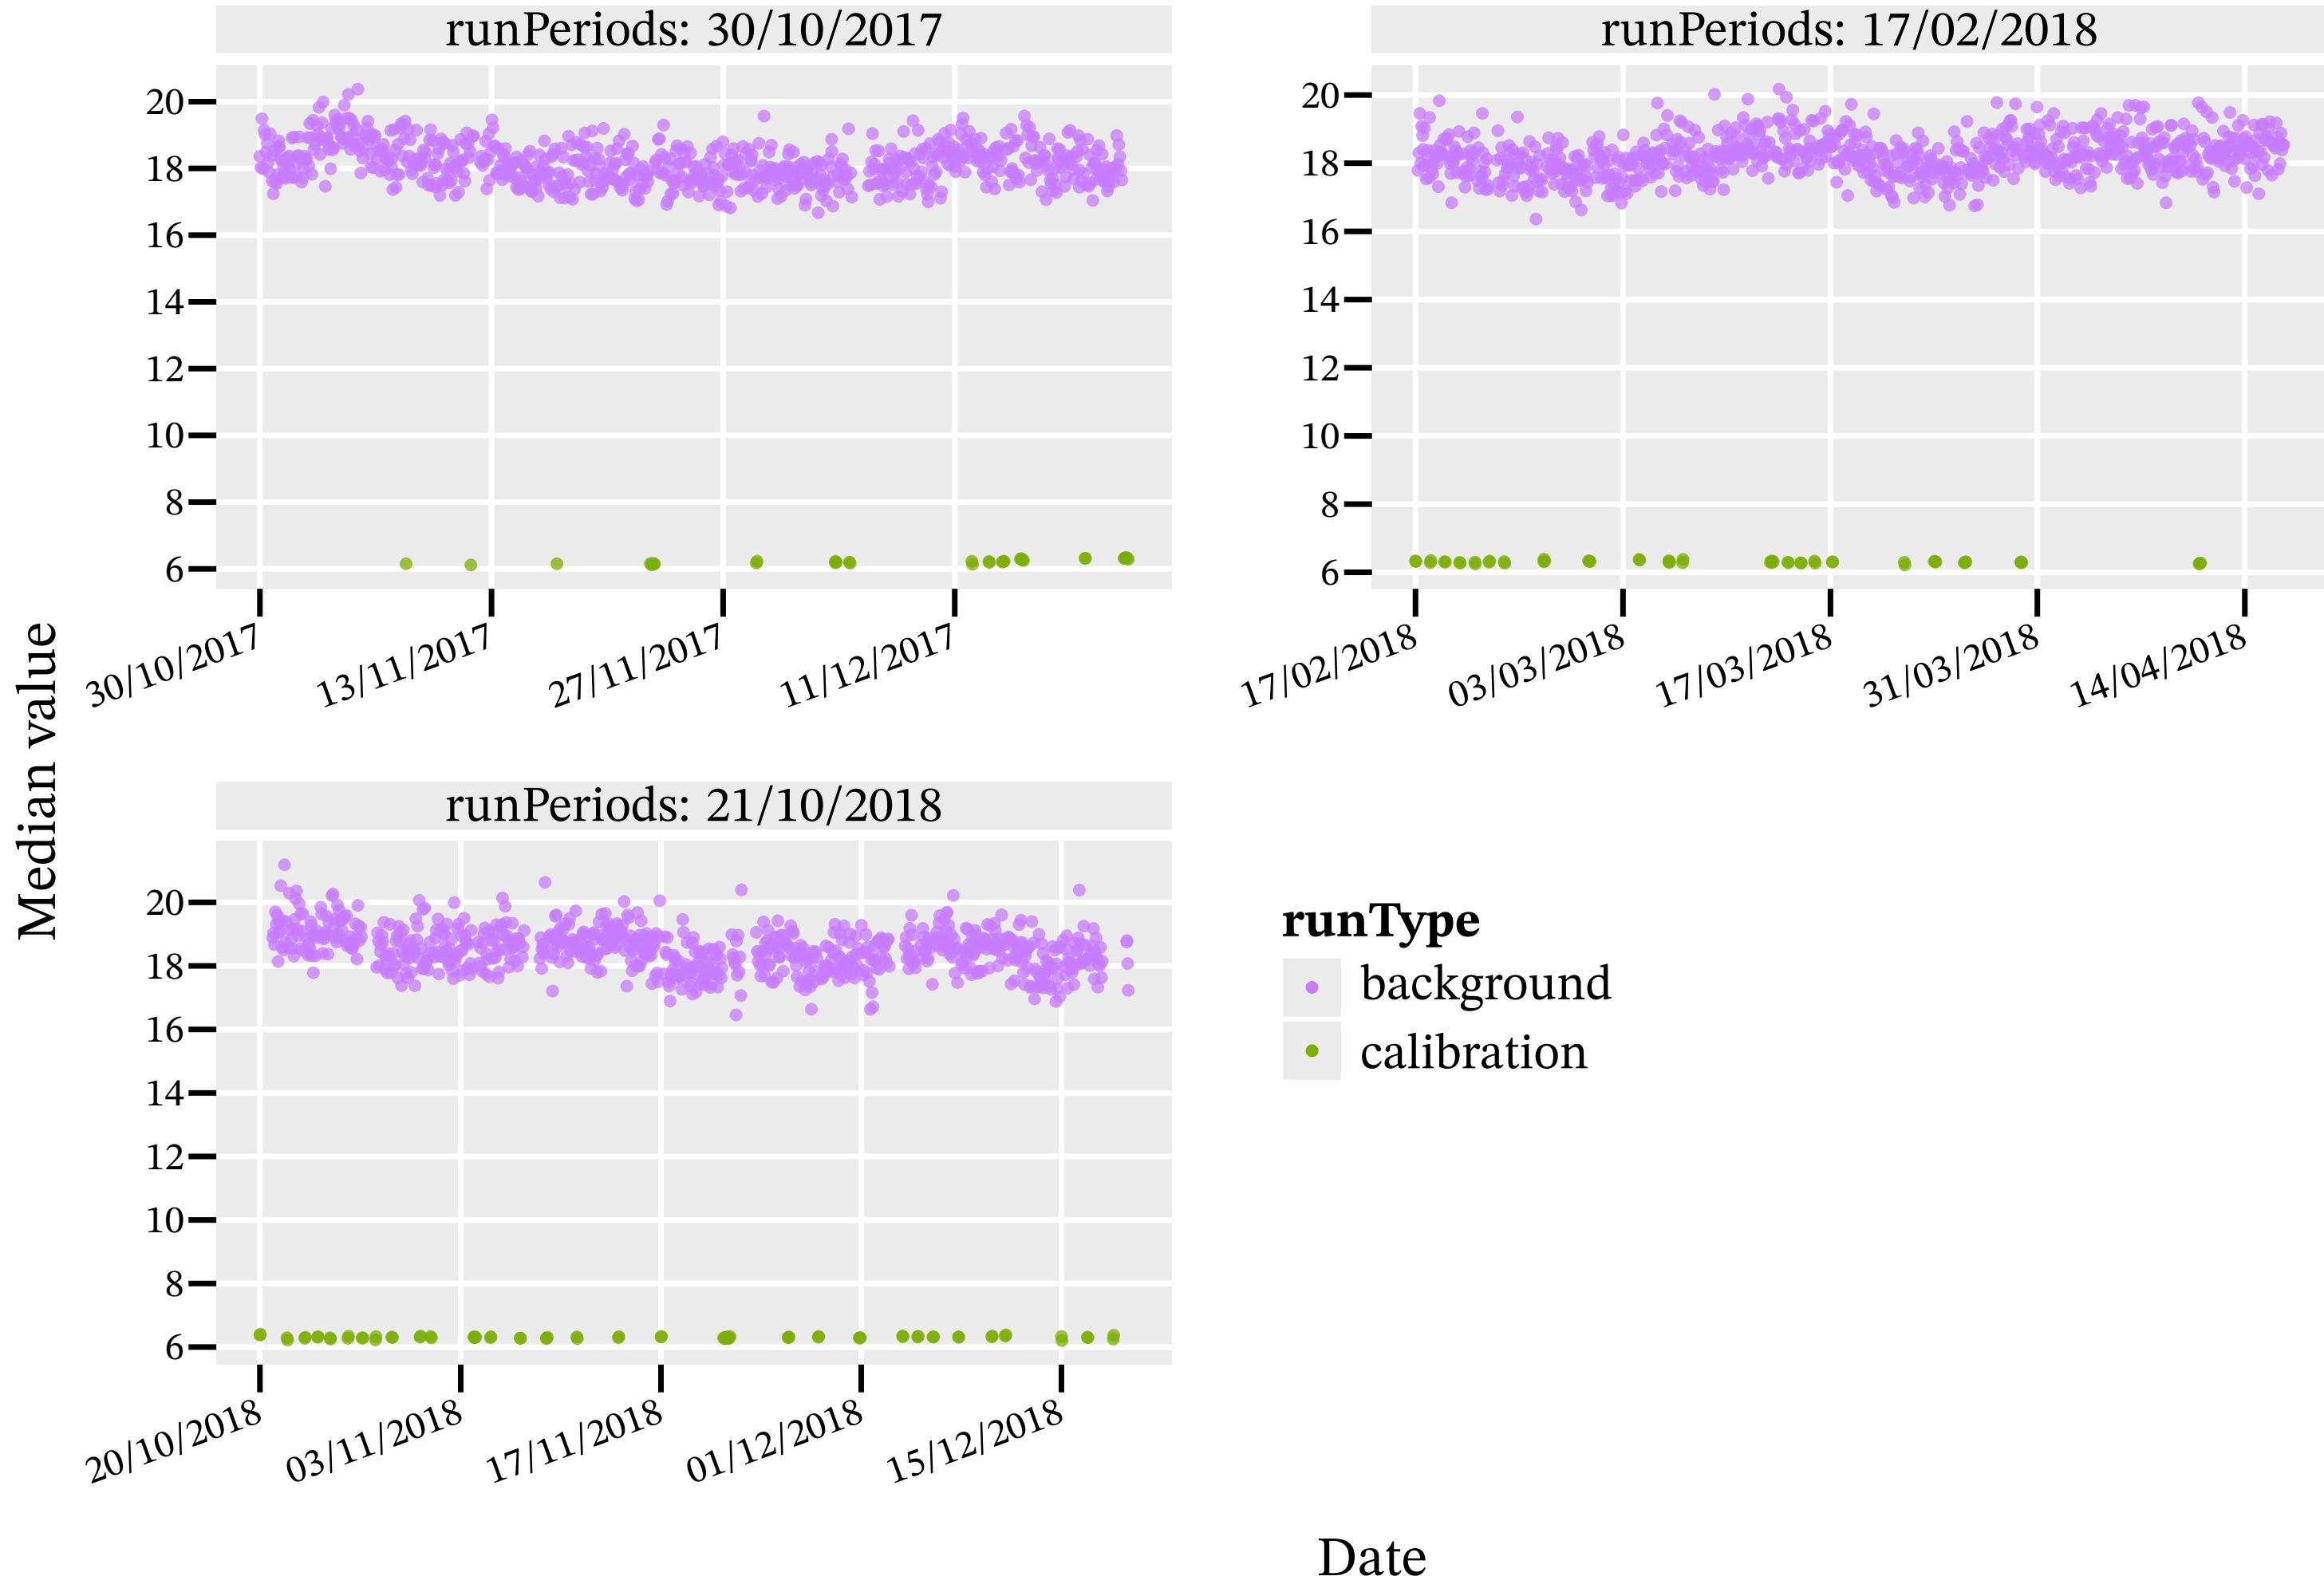 runPeriods: 30/10/2017
20
18
16
14
12
10
8
6
30/10/2017 13/11/2017 27/11/2017 11/12/2017
runPeriods: 17/02/2018
20
18
16
14
12
10
8
6
17/02/2018 03/03/2018 17/03/2018 31/03/2018 14/04/2018
Median value
runPeriods: 21/10/2018
20
18
16
14
12
10
8
6
20/10/2018 03/11/2018 17/11/2018 01/12/2018 15/12/2018
runType
background
calibration
Date